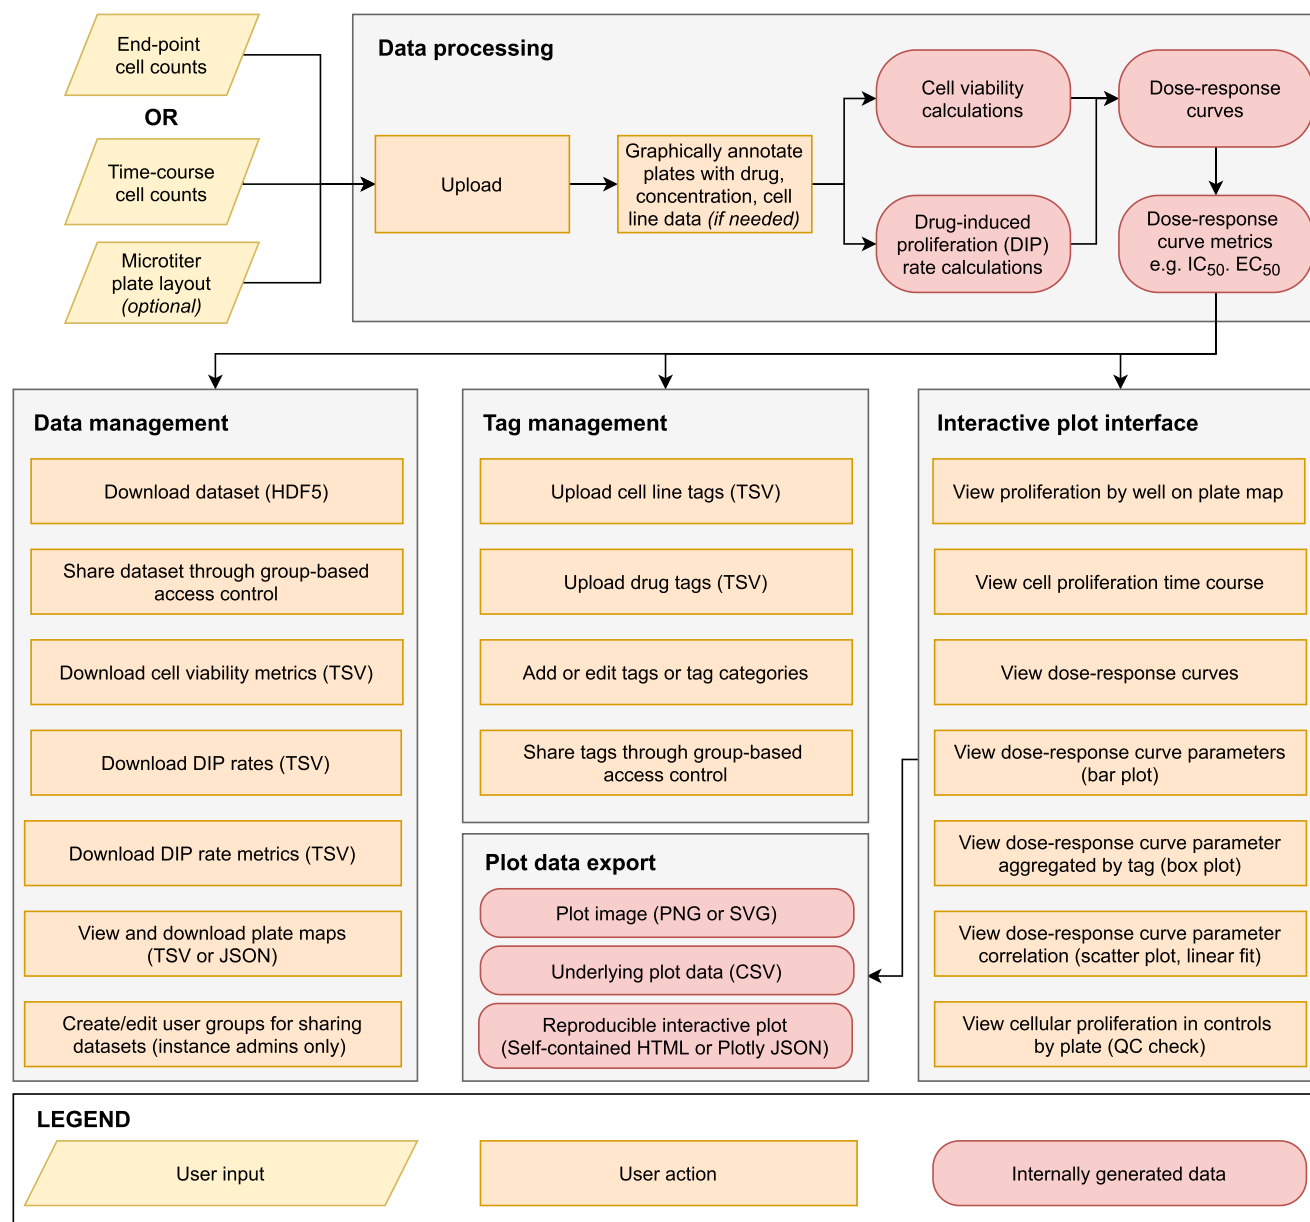 End-point
cell counts
OR
Time-course
cell counts
Microtiter
plate layout
(optional)
Data processing
Upload
Graphically annotate
plates with drug,
concentration, cell
line data (if needed)
Cell viability
calculations
Drug-induced
proliferation (DIP)
rate calculations
Dose-response
curves
Dose-response
curve metrics
e.g. IC50. EC50
Data management
Download dataset (HDF5)
Share dataset through group-based
access control
Download cell viability metrics (TSV)
Download DIP rates (TSV)
Download DIP rate metrics (TSV)
View and download plate maps
(TSV or JSON)
Create/edit user groups for sharing
datasets (instance admins only)
Tag management
Upload cell line tags (TSV)
Upload drug tags (TSV)
Add or edit tags or tag categories
Share tags through group-based
access control
Plot data export
Plot image (PNG or SVG)
Underlying plot data (CSV)
Reproducible interactive plot
(Self-contained HTML or Plotly JSON)
Interactive plot interface
View proliferation by well on plate map
View cell proliferation time course
View dose-response curves
View dose-response curve parameters
(bar plot)
View dose-response curve parameter
aggregated by tag (box plot)
View dose-response curve parameter
correlation (scatter plot, linear fit)
View cellular proliferation in controls
by plate (QC check)
LEGEND
User input
User action
Internally generated data